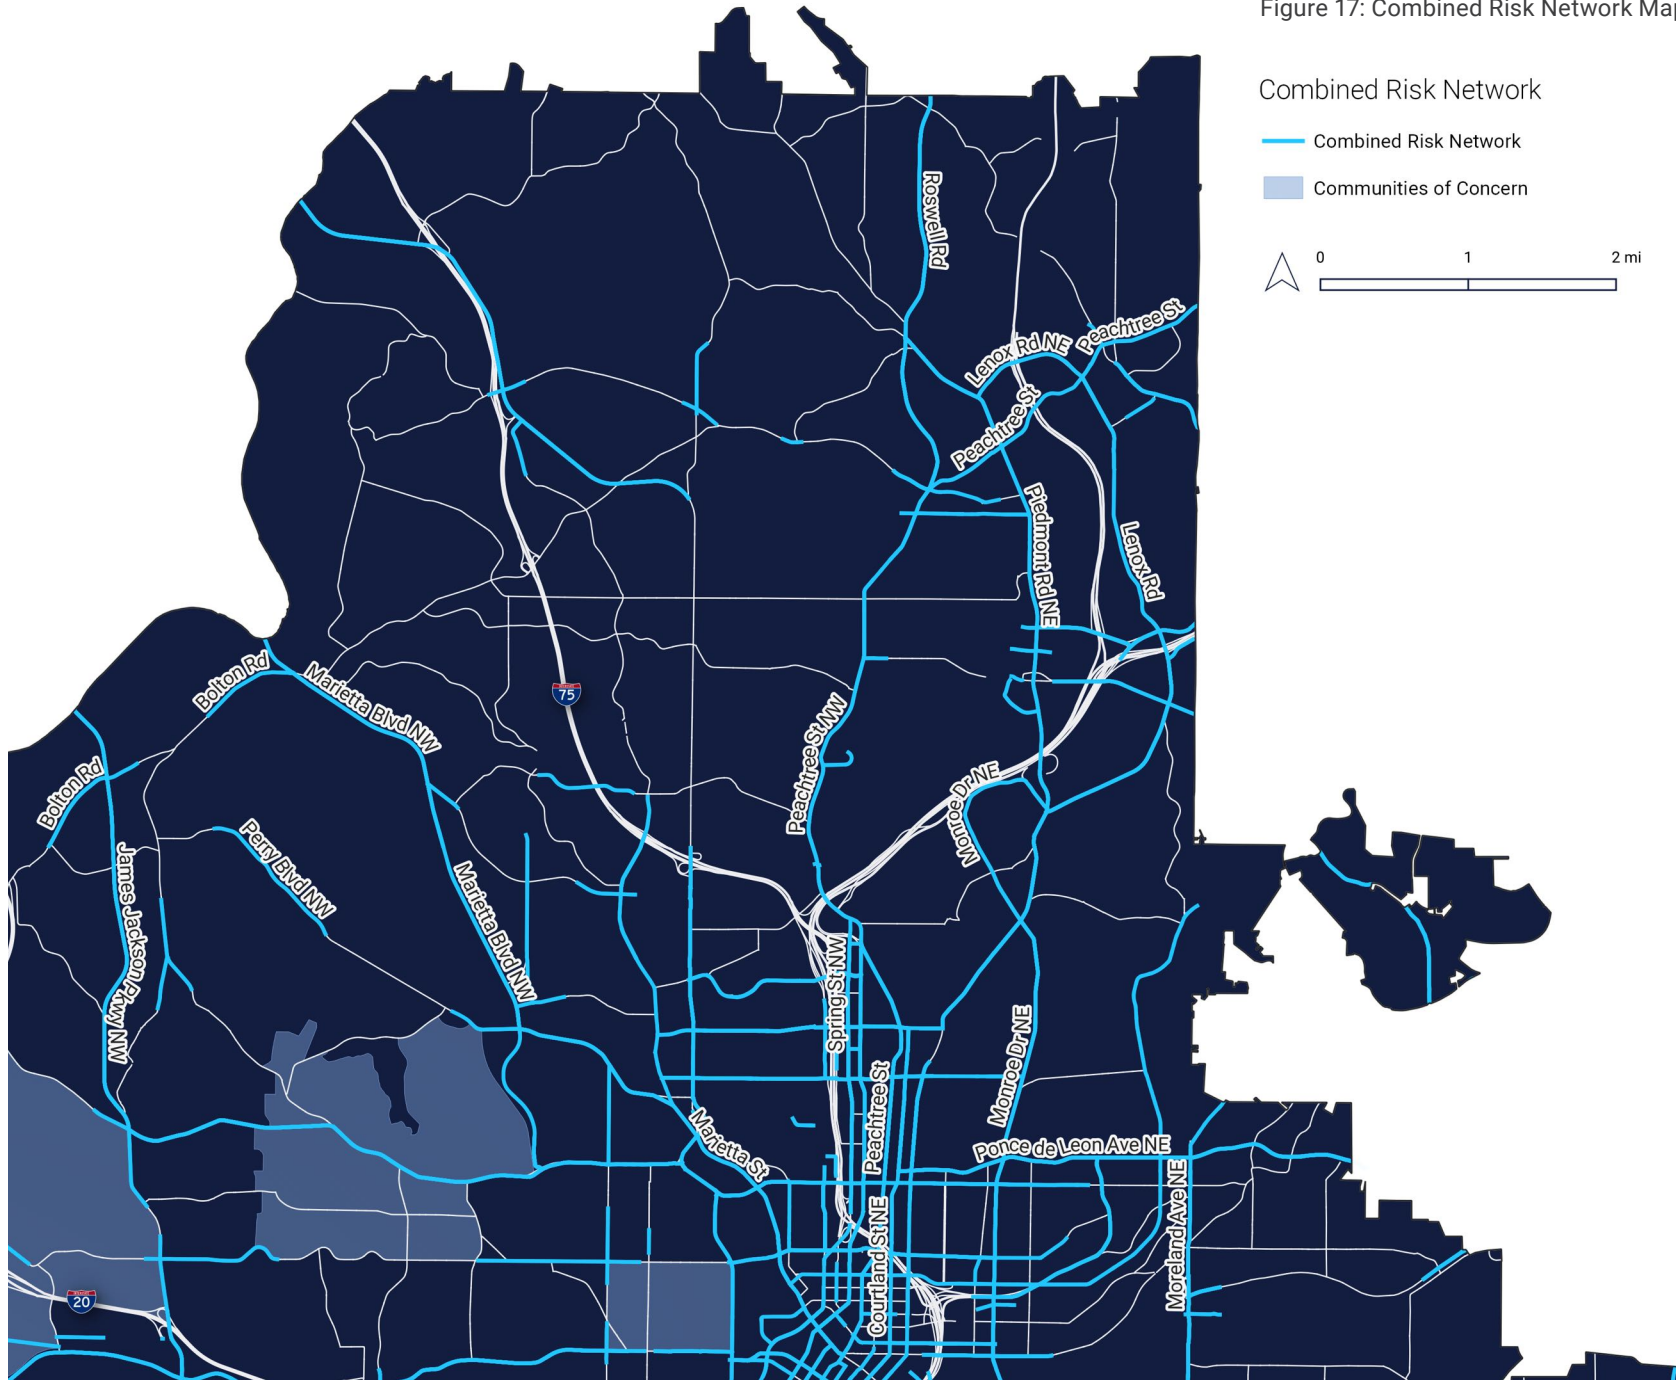 Figure 17: Combined Risk Network Map
Combined Risk Network
Combined Risk Network
Communities of Concern
0 1 2 mi
Roswell Rd
Peachtree St
Lenox Rd NE
Peachtree St
Piedmont Rd NE
Lenox Rd
Bolton Rd
Marietta Blvd NW
75
Peachtree St NW
Bolton Rd
Monroe Dr NE
Perry Blvd NW
James Jackson Pkwy NW
Marietta Blvd NW
Spring St NW
Monroe Dr NE
Peachtree St
Marietta St
Ponce de Leon Ave NE
Moreland Ave NE
Courtland St NE
20